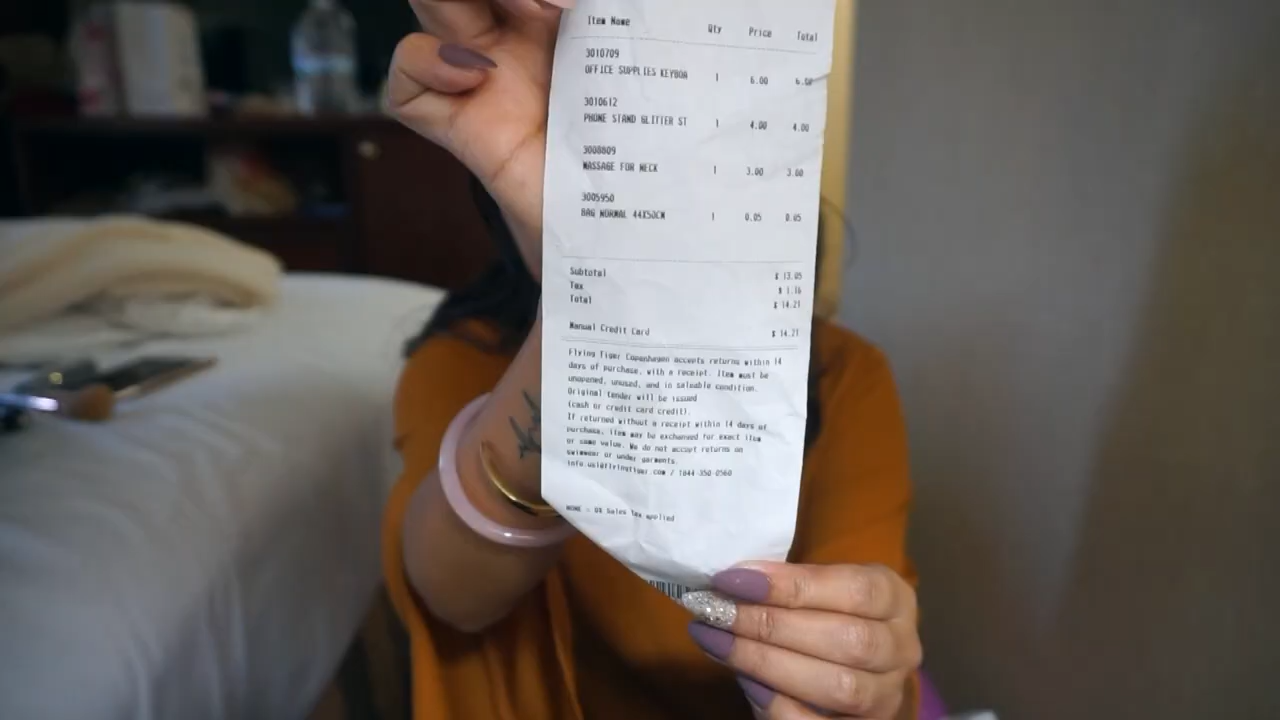 Item Name Qty Price Total
3010709
OFFICE SUPPLIES KEYBOA 1 6.00 6.00
3010612
PHONE STAND GLITTER ST 1 4.00 4.00
3008809
MASSAGE FOR NECK 1 3.00 3.00
3005950
BAG NORMAL 44X50CM 1 0.05 0.05
Subtotal $ 13.05
Tax $ 1.16
Total $ 14.21
Manual Credit Card $ 14.21
Flying Tiger Copenhagen accepts returns within 14
days of purchase, with a receipt. Item must be
unopened, unused, and in saleable condition.
Original tender will be issued
(cash or credit card credit).
If returned without a receipt within 14 days of
purchase, item may be exchanged for exact item
or same value. We do not accept returns on
swimwear or under garments.
info.us@flyingtiger.com / 1844-350-0560
NONE = 0% Sales Tax applied